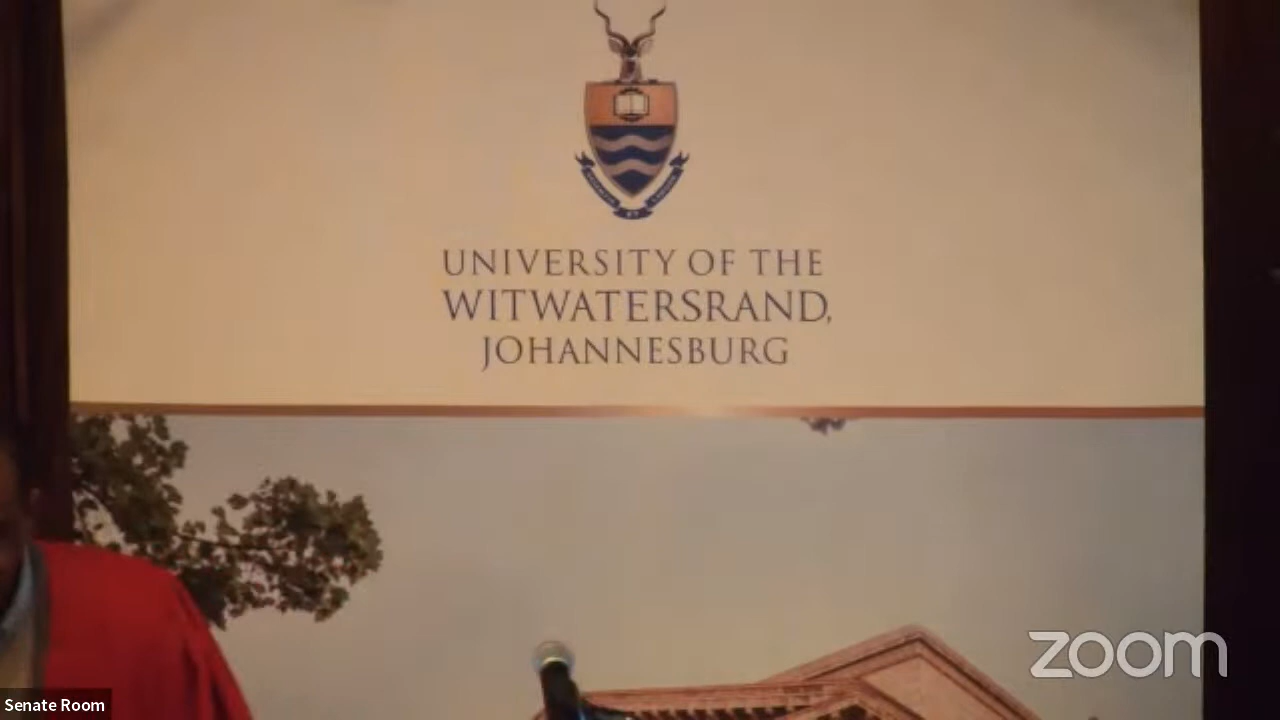 UNIVERSITY OF THE
WITWATERSRAND,
JOHANNESBURG
zoom
Senate Room